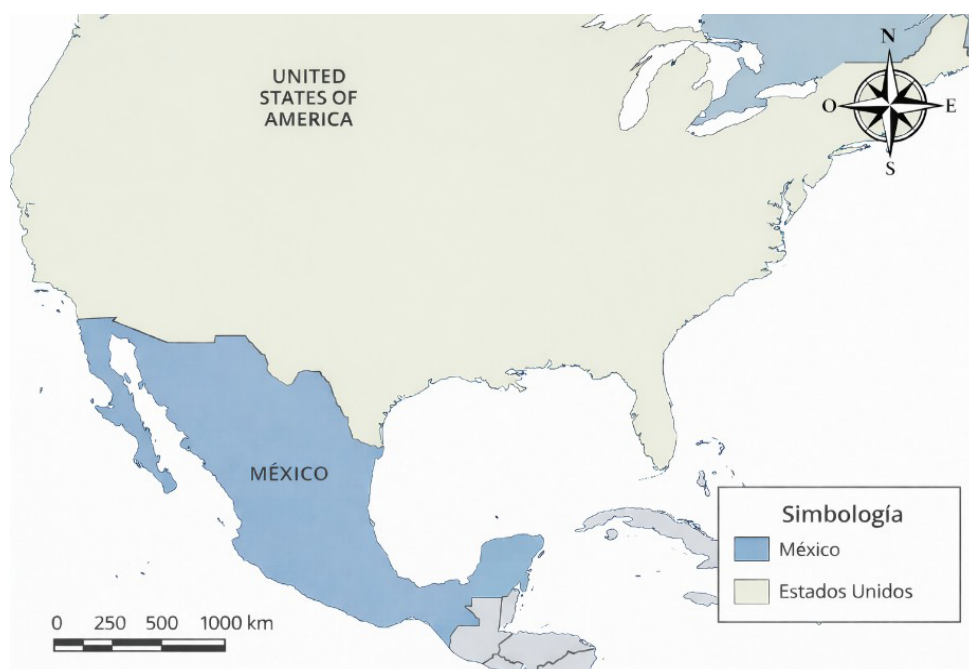 UNITED
STATES OF
AMERICA
N
O
E
S
MÉXICO
Simbología
México
Estados Unidos
0 250 500 1000 km